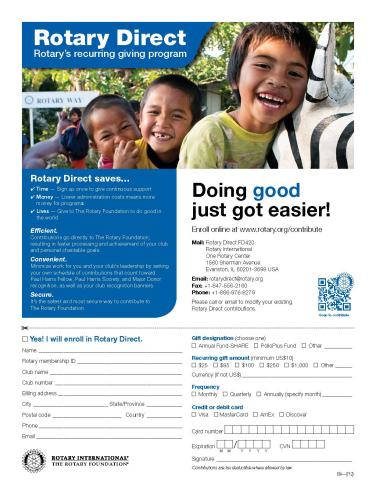 Rotary Direct
Rotary's recurring giving program
ROTARY WAY
Rotary Direct saves...
✔ Time — Sign up once to give continuous support
✔ Money — Lower administration costs means more
money for programs
✔ Lives — Give to The Rotary Foundation to do good in
the world
Efficient.
Contributions go directly to The Rotary Foundation,
resulting in faster processing and achievement of your club
and personal charitable goals.
Convenient.
Minimize work for you and your club's leadership by setting
your own schedule of contributions that count toward
Paul Harris Fellow, Paul Harris Society, and Major Donor
recognition, as well as your club recognition banners.
Secure.
It's the safest and most secure way to contribute to
The Rotary Foundation.
Doing good
just got easier!
Enroll online at www.rotary.org/contribute
Mail: Rotary Direct FD420
Rotary International
One Rotary Center
1560 Sherman Avenue
Evanston, IL 60201-3698 USA
Email: rotarydirect@rotary.org
Fax: +1-847-556-2160
Phone: +1-866-976-8279
Please call or email to modify your existing
Rotary Direct contributions.
Scan to contribute
Yes! I will enroll in Rotary Direct.
Name
Rotary membership ID
Club name
Club number
Billing address
City State/Province
Postal code Country
Phone
Email
ROTARY INTERNATIONAL®
THE ROTARY FOUNDATION®
Gift designation (choose one)
Annual Fund-SHARE PolioPlus Fund Other
Recurring gift amount (minimum US$10)
$25 $85 $100 $250 $1,000 Other
Currency (if not US$)
Frequency
Monthly Quarterly Annually (specify month)
Credit or debit card
Visa MasterCard AmEx Discover
Card number
Expiration / CVN
M M Y Y Y Y
Signature
Contributions are tax deductible where allowed by law.